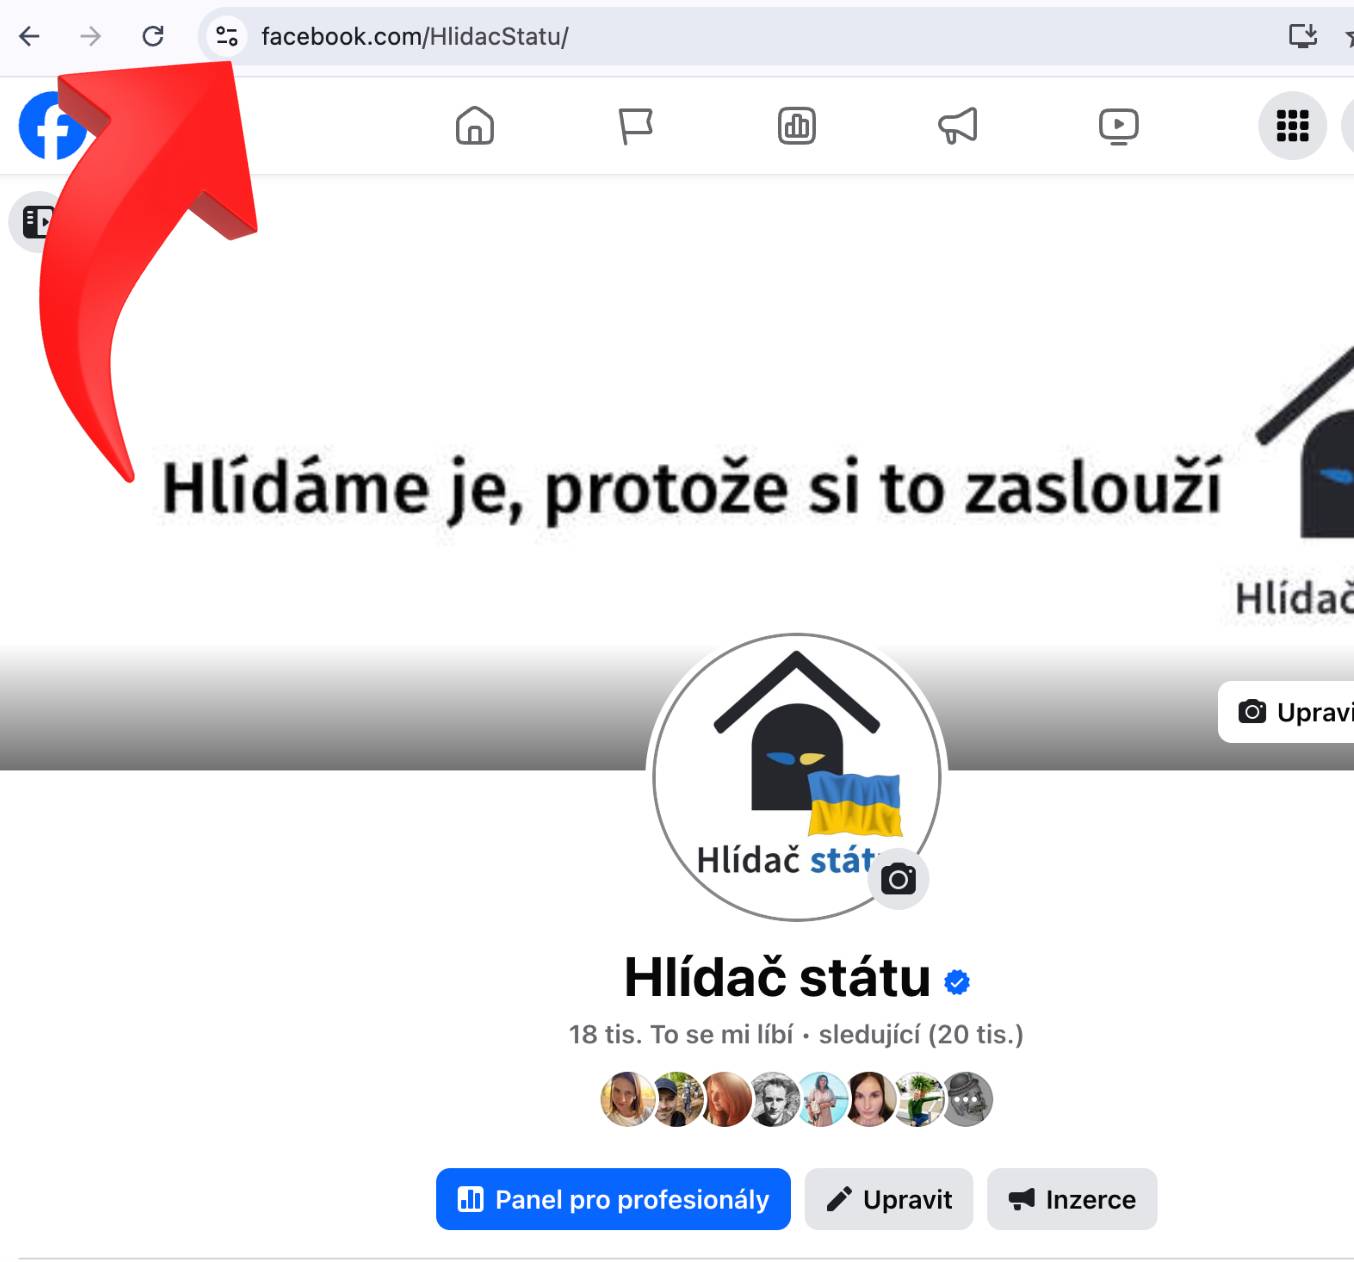 facebook.com/HlidacStatu/
Hlídáme je, protože si to zaslouží
Hlídač
Upravi
Hlídač stát
Hlídač státu
18 tis. To se mi líbí • sledující (20 tis.)
Panel pro profesionály
Upravit
Inzerce